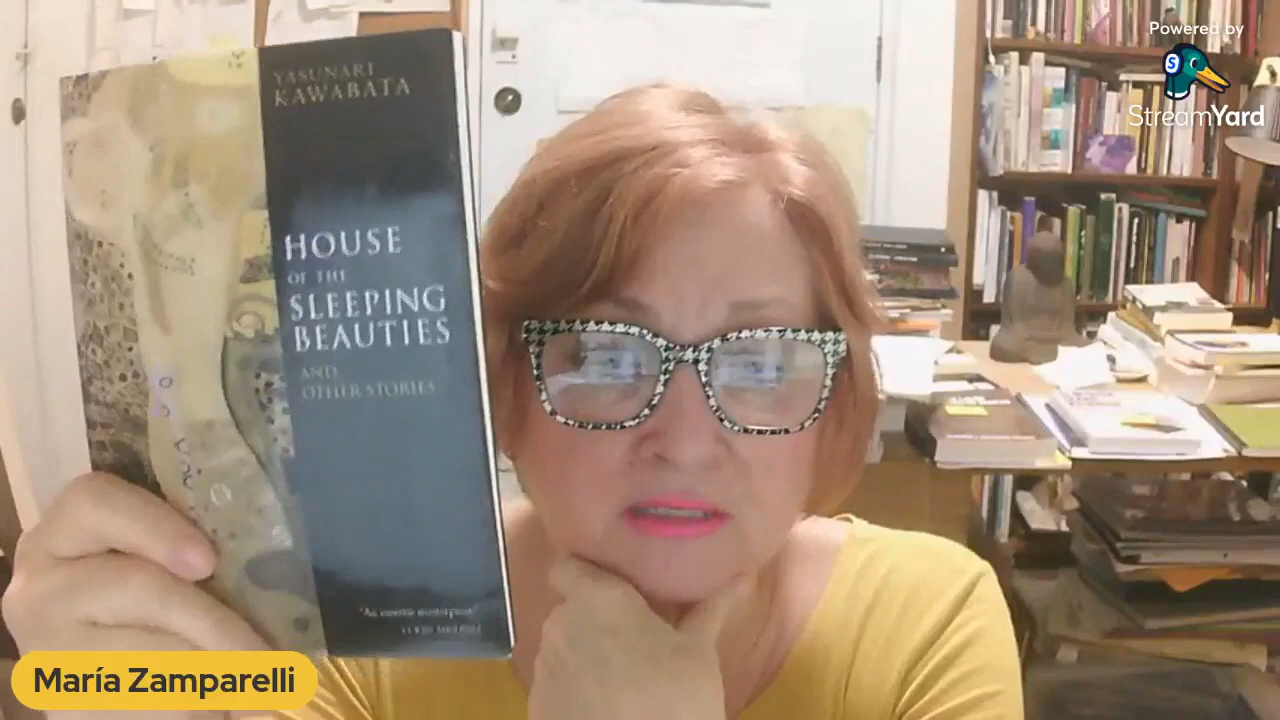 YASUNARI
KAWABATA
HOUSE
OF THE
SLEEPING
BEAUTIES
AND
OTHER STORIES
María Zamparelli
Powered by
StreamYard